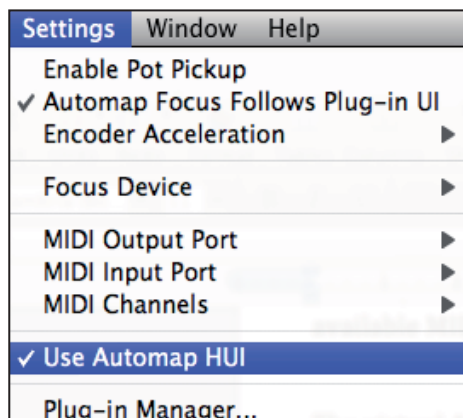 Settings Window Help
Enable Pot Pickup
✓ Automap Focus Follows Plug-in UI
Encoder Acceleration ▶
Focus Device ▶
MIDI Output Port ▶
MIDI Input Port ▶
MIDI Channels ▶
✓ Use Automap HUI
Plug-in Manager...